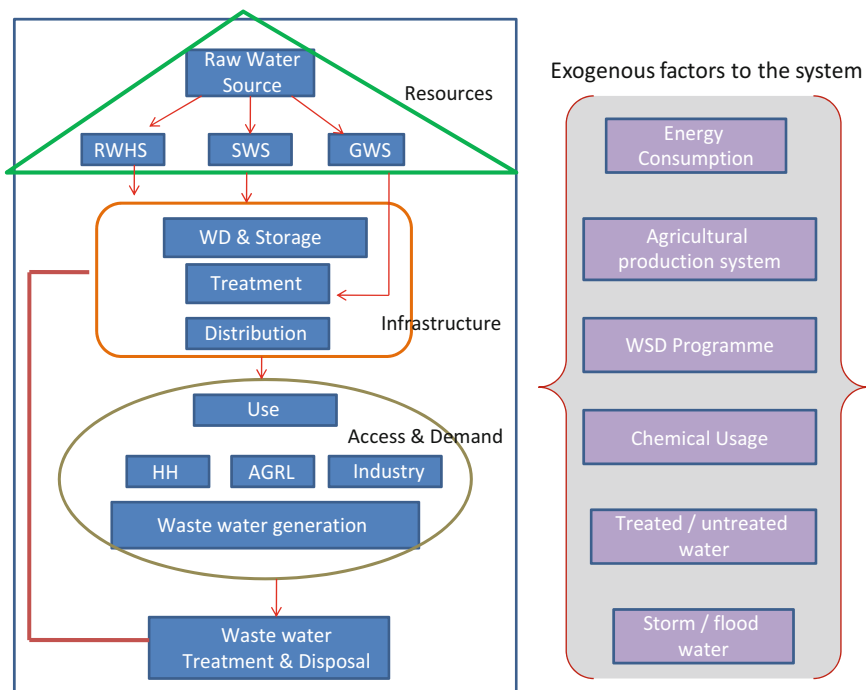 Raw Water
Source
Resources
RWHS
SWS
GWS
WD & Storage
Treatment
Distribution
Infrastructure
Use
Access & Demand
HH
AGRL
Industry
Waste water generation
Waste water
Treatment & Disposal
Exogenous factors to the system
Energy
Consumption
Agricultural
production system
WSD Programme
Chemical Usage
Treated / untreated
water
Storm / flood
water